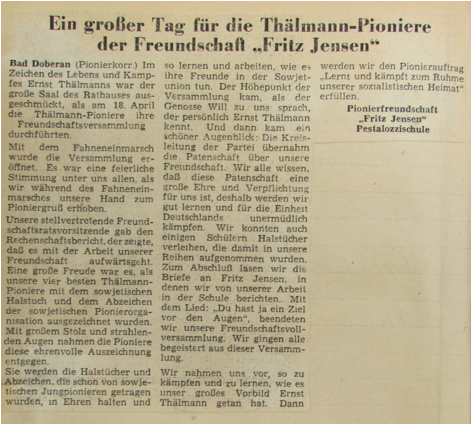 Ein großer Tag für die Thälmann-Pioniere
der Freundschaft „Fritz Jensen“
Bad Doberan (Pionierkorr.) Im
Zeichen des Lebens und Kamp-
fes Ernst Thälmanns war der
große Saal des Rathauses aus-
geschmückt, als am 18. April
die Thälmann-Pioniere ihre
Freundschaftsversammlung
durchführten.
Mit dem Fahneneinmarsch
wurde die Versammlung er-
öffnet. Es war eine feierliche
Stimmung unter uns allen, als
wir während des Fahnenein-
marsches unsere Hand zum
Pioniergruß erhoben.
Unsere stellvertretende Freund-
schaftsratsvorsitzende gab den
Rechenschaftsbericht, der zeigte,
daß es mit der Arbeit unserer
Freundschaft aufwärtsgeht.
Eine große Freude war es, als
unsere vier besten Thälmann-
Pioniere mit dem sowjetischen
Halstuch und dem Abzeichen
der sowjetischen Pionierorga-
nisation ausgezeichnet wurden.
Mit großem Stolz und strahlen-
den Augen nahmen die Pioniere
diese ehrenvolle Auszeichnung
entgegen.
Sie werden die Halstücher und
Abzeichen, die schon von sowje-
tischen Jungpionieren getragen
wurden, in Ehren halten und
so lernen und arbeiten, wie es
ihre Freunde in der Sowjet-
union tun. Der Höhepunkt der
Versammlung kam, als der
Genosse Will zu uns sprach,
der persönlich Ernst Thälmann
kennt. Und dann kam ein
schöner Augenblick: Die Kreis-
leitung der Partei übernahm
die Patenschaft über unsere
Freundschaft. Wir alle wissen,
daß diese Patenschaft eine
große Ehre und Verpflichtung
für uns ist, deshalb werden wir
gut lernen und für die Einheit
Deutschlands unermüdlich
kämpfen. Wir konnten auch
einigen Schülern Halstücher
verleihen, die damit in unsere
Reihen aufgenommen wurden.
Zum Abschluß lasen wir die
Briefe an Fritz Jensen, in
denen wir von unserer Arbeit
in der Schule berichten. Mit
dem Lied: „Du hast ja ein Ziel
vor den Augen“, beendeten
wir unsere Freundschaftsvoll-
versammlung. Wir gingen alle
begeistert aus dieser Versamm-
lung.
Wir nahmen uns vor, so zu
kämpfen und zu lernen, wie es
unser großes Vorbild Ernst
Thälmann getan hat. Dann
werden wir den Pionierauftrag
„Lernt und kämpft zum Ruhme
unserer sozialistischen Heimat“
erfüllen.
Pionierfreundschaft
„Fritz Jensen“
Pestalozzischule